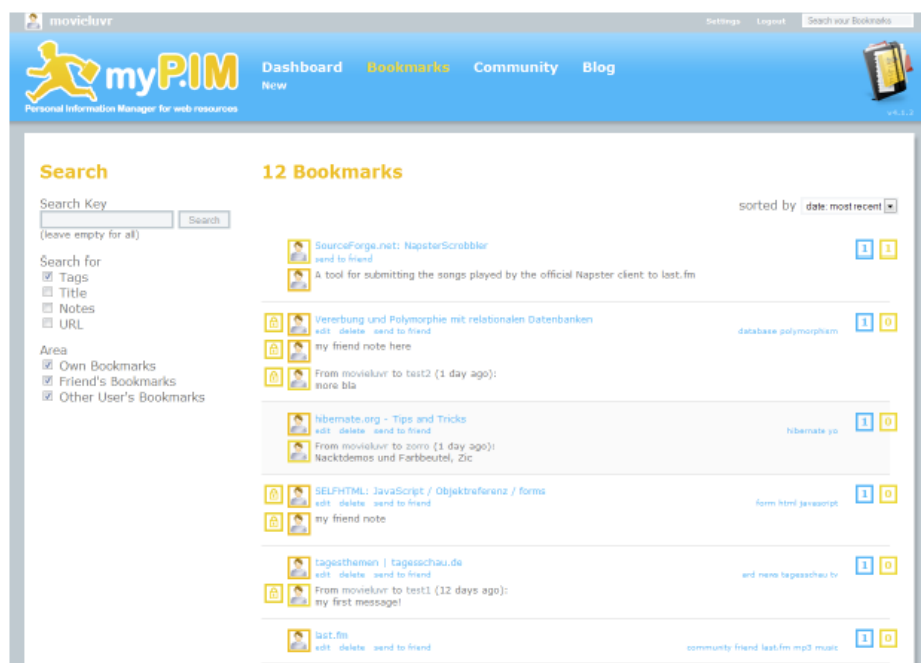 movieluvr
Settings Logout Search your Bookmarks
myPIM
Personal Information Manager for web resources
Dashboard Bookmarks Community Blog
New
v4.1.2
Search
Search Key
Search
(leave empty for all)
Search for
Tags
Title
Notes
URL
Area
Own Bookmarks
Friend's Bookmarks
Other User's Bookmarks
12 Bookmarks
sorted by date: most recent
SourceForge.net: NapsterScrobbler 1 1
send to friend
A tool for submitting the songs played by the official Napster client to last.fm
Vererbung und Polymorphie mit relationalen Datenbanken 1 0
edit delete send to friend database polymorphism
my friend note here
From movieluvr to test2 (1 day ago):
more bla
hibernate.org - Tips and Tricks 1 0
edit delete send to friend hibernate yo
From movieluvr to zorro (1 day ago):
Nacktdemos und Farbbeutel, Zic
SELFHTML: JavaScript / Objektreferenz / forms 1 0
edit delete send to friend form html javascript
my friend note
tagesthemen | tagesschau.de 1 0
edit delete send to friend ard news tagesschau tv
From movieluvr to test1 (12 days ago):
my first message!
last.fm 1 0
edit delete send to friend community friend last.fm mp3 music